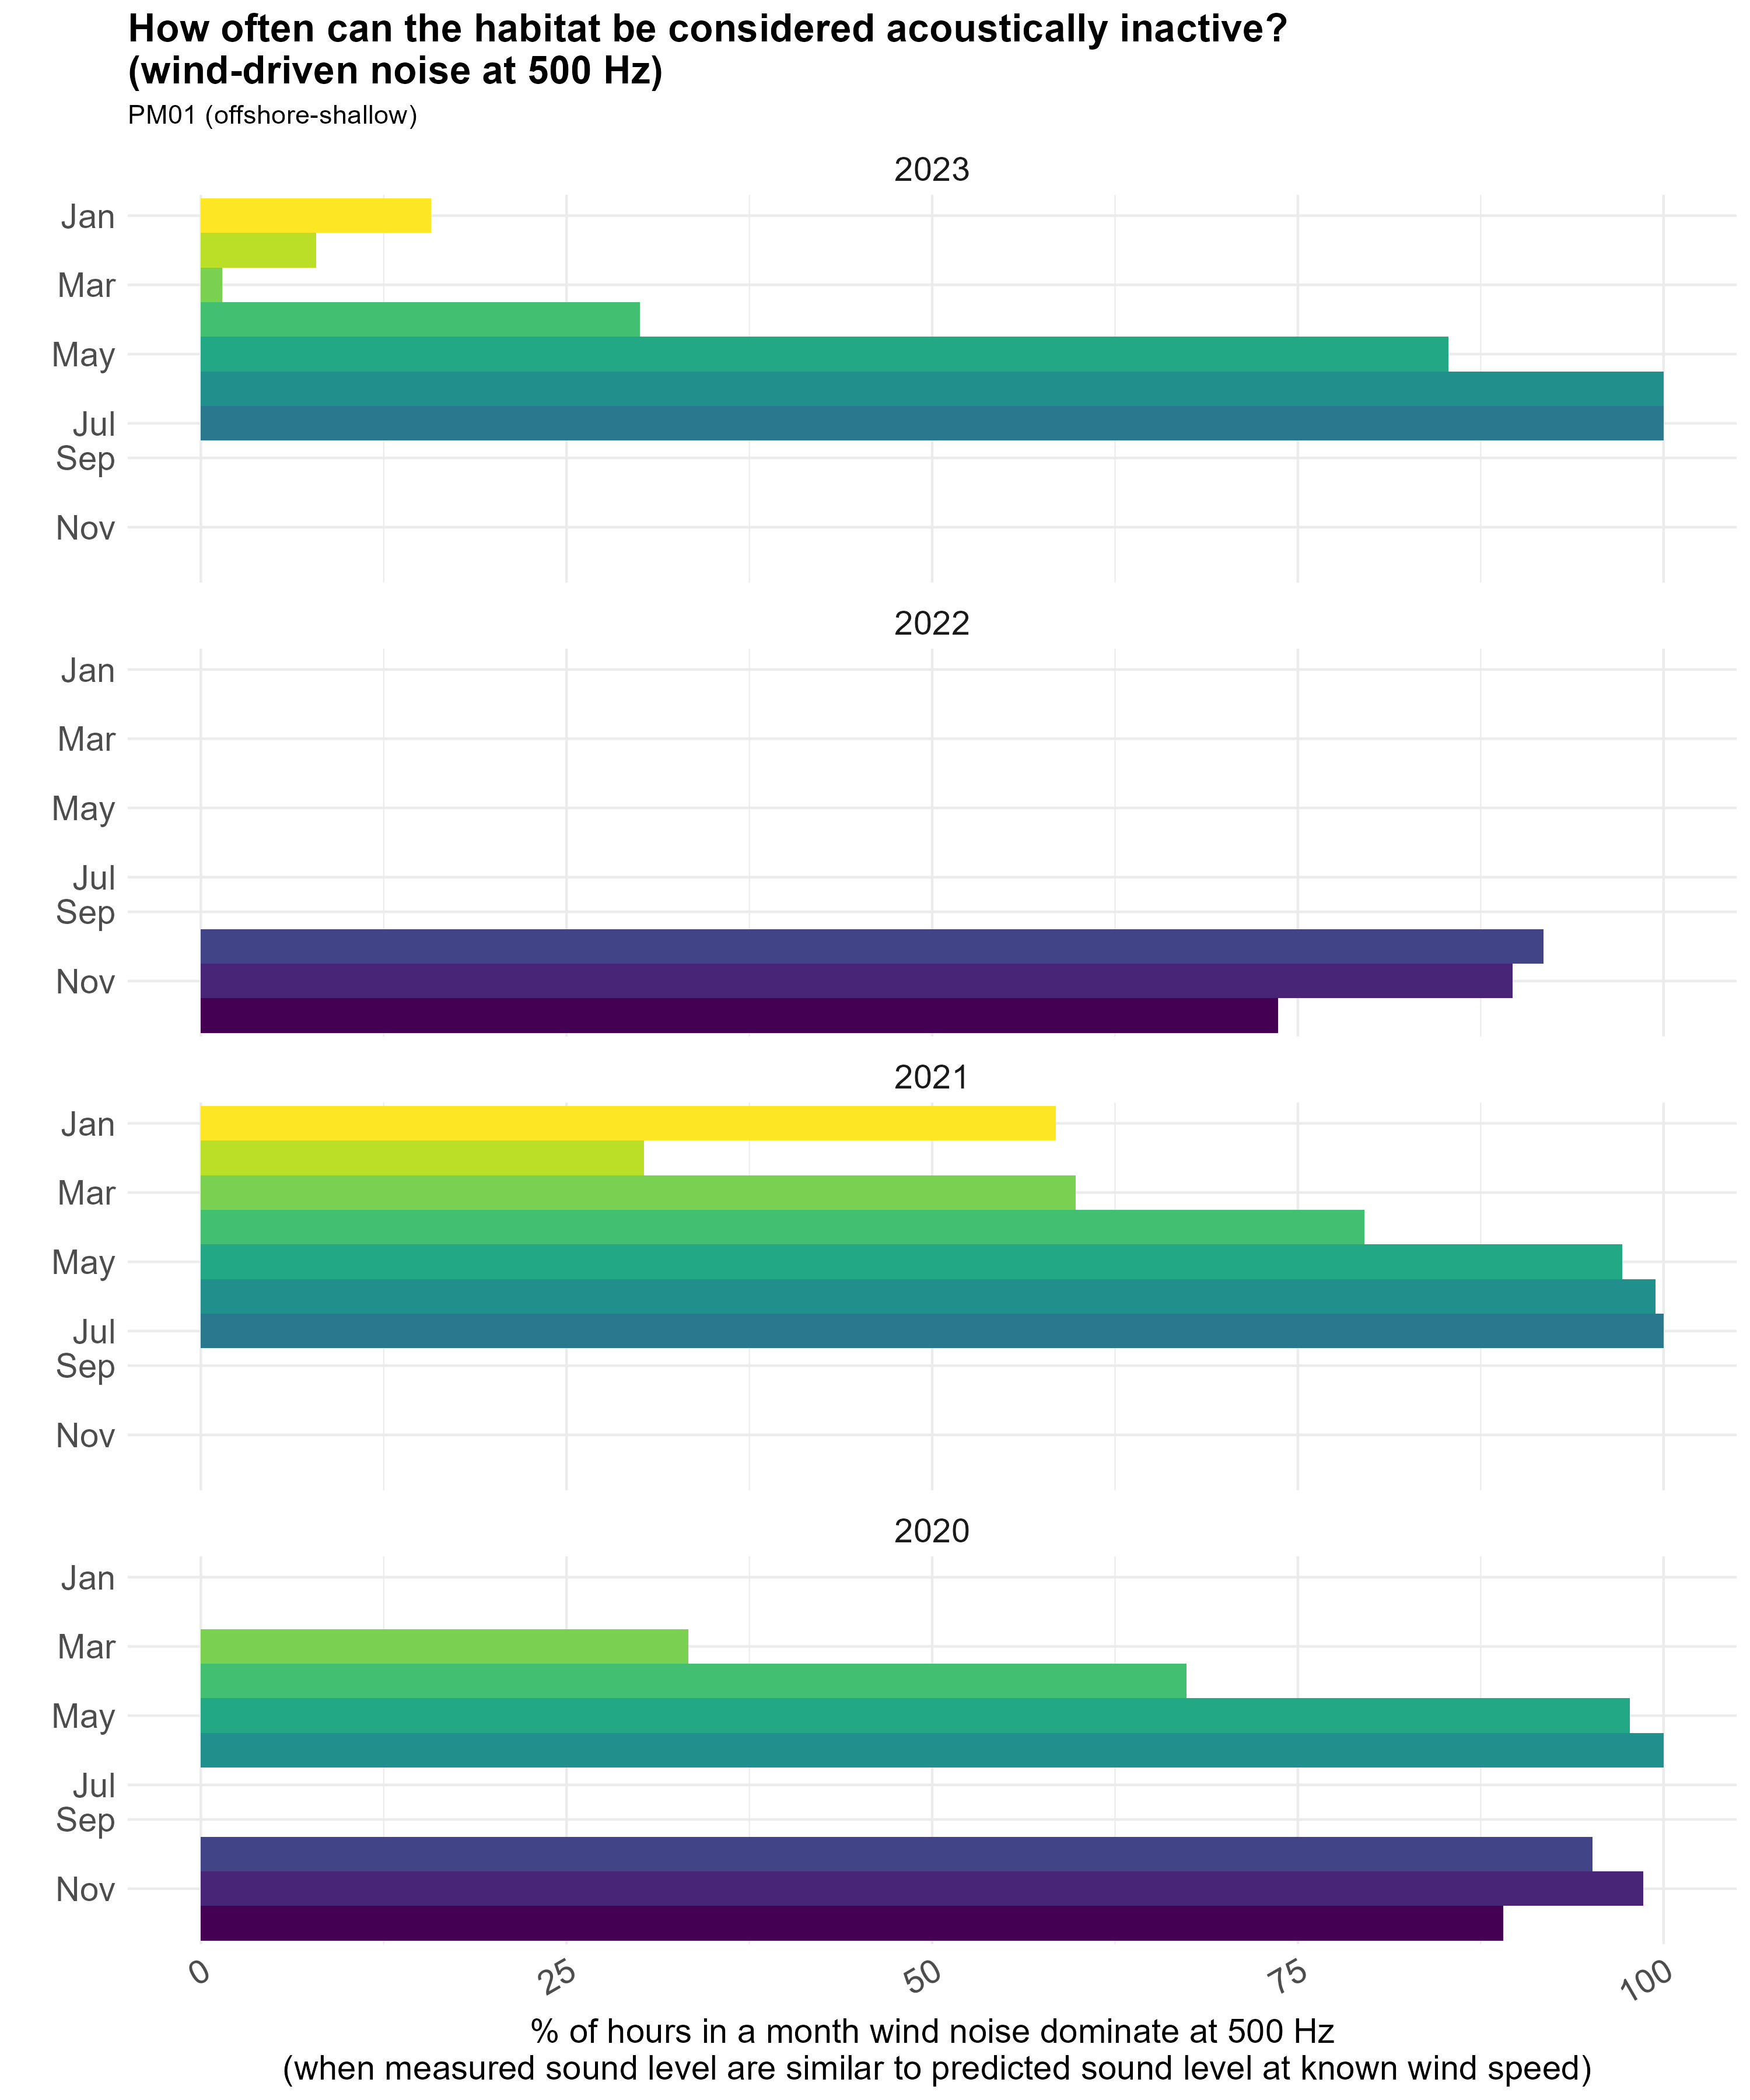 How often can the habitat be considered acoustically inactive?
(wind-driven noise at 500 Hz)
PM01 (offshore-shallow)
2023
Jan
Mar
May
Jul
Sep
Nov
2022
Jan
Mar
May
Jul
Sep
Nov
2021
Jan
Mar
May
Jul
Sep
Nov
2020
Jan
Mar
May
Jul
Sep
Nov
0 25 50 75 100
% of hours in a month wind noise dominate at 500 Hz
(when measured sound level are similar to predicted sound level at known wind speed)